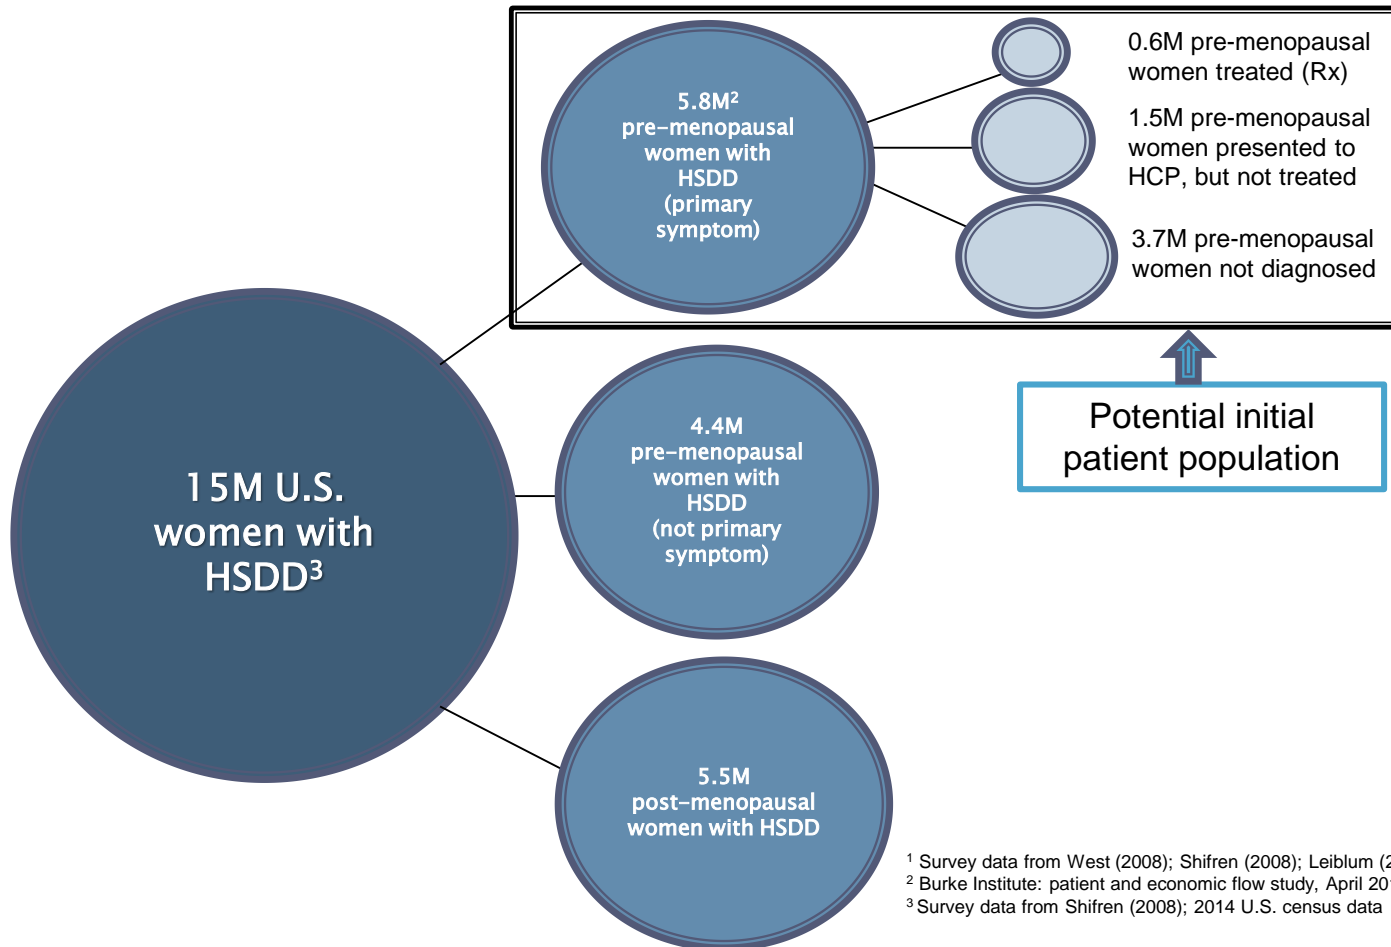 5.8M²
pre-menopausal
women with
HSDD
(primary
symptom)
0.6M pre-menopausal
women treated (Rx)
1.5M pre-menopausal
women presented to
HCP, but not treated
3.7M pre-menopausal
women not diagnosed
Potential initial
patient population
15M U.S.
women with
HSDD³
4.4M
pre-menopausal
women with
HSDD
(not primary
symptom)
5.5M
post-menopausal
women with HSDD
¹ Survey data from West (2008); Shifren (2008); Leiblum (2
² Burke Institute: patient and economic flow study, April 20
³ Survey data from Shifren (2008); 2014 U.S. census data